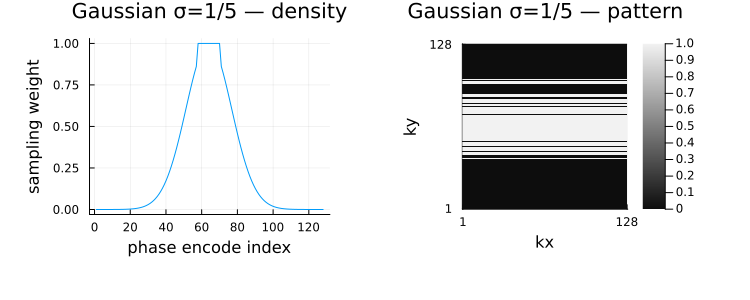 Gaussian σ=1/5 — density
sampling weight
1.00
0.75
0.50
0.25
0.00
0 20 40 60 80 100 120
phase encode index
Gaussian σ=1/5 — pattern
ky
128
1
1 128
kx
1.0
0.9
0.8
0.7
0.6
0.5
0.4
0.3
0.2
0.1
0